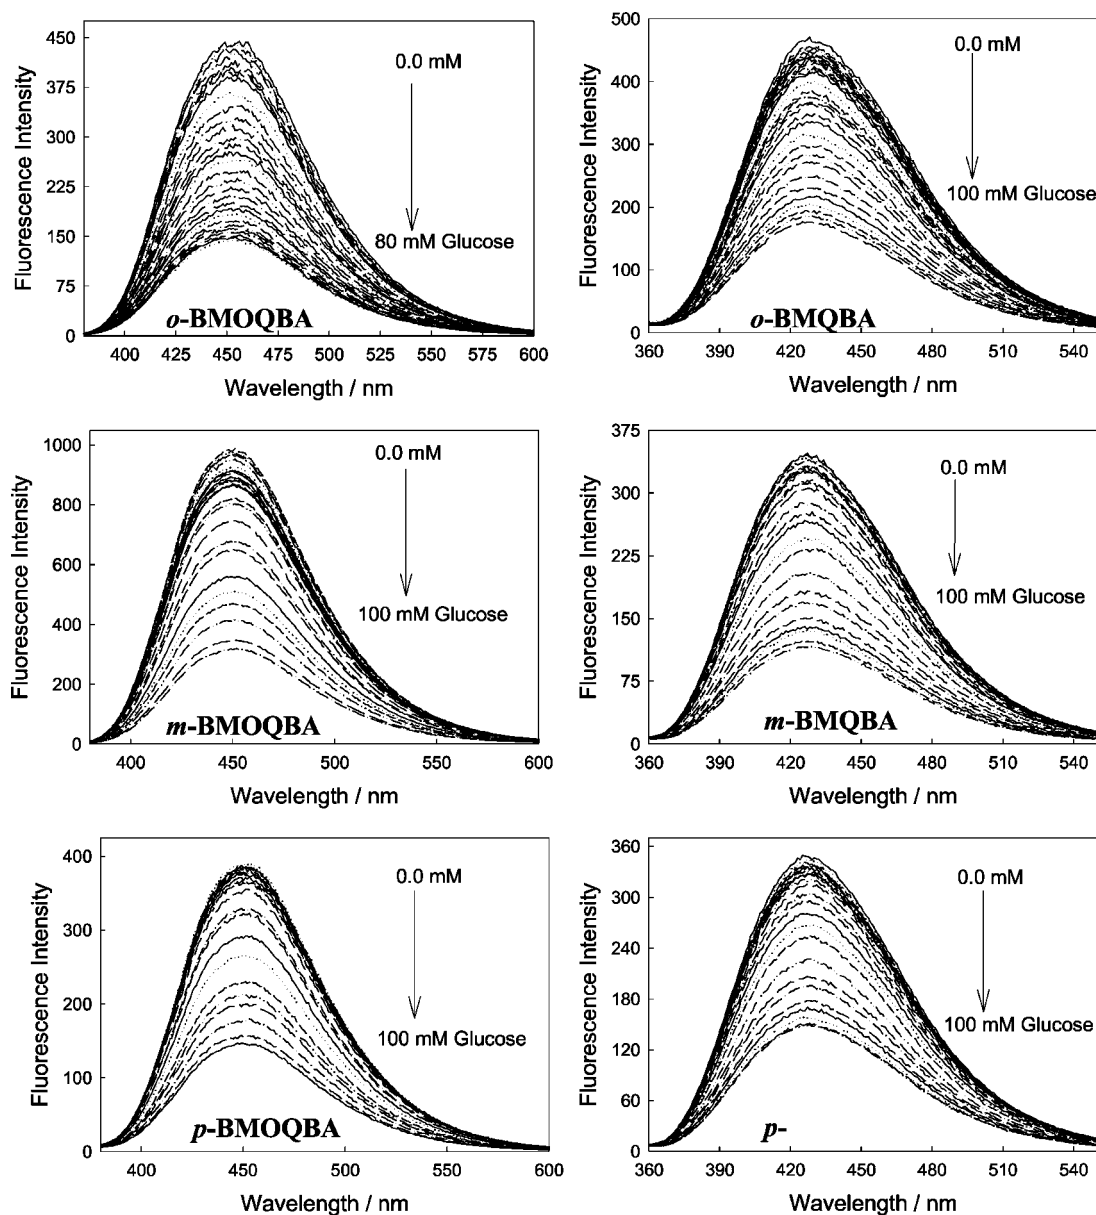 450
375
300
225
150
75
0
Fluorescence Intensity
0.0 mM
80 mM Glucose
o-BMOQBA
400 425 450 475 500 525 550 575 600
Wavelength / nm
500
400
300
200
100
0
Fluorescence Intensity
0.0 mM
100 mM Glucose
o-BMQBA
360 390 420 450 480 510 540
Wavelength / nm
1000
800
600
400
200
0
Fluorescence Intensity
0.0 mM
100 mM Glucose
m-BMOQBA
400 450 500 550 600
Wavelength / nm
375
300
225
150
75
0
Fluorescence Intensity
0.0 mM
100 mM Glucose
m-BMQBA
360 390 420 450 480 510 540
Wavelength / nm
400
300
200
100
0
Fluorescence Intensity
0.0 mM
100 mM Glucose
p-BMOQBA
400 450 500 550 600
Wavelength / nm
360
300
240
180
120
60
0
Fluorescence Intensity
0.0 mM
100 mM Glucose
p-
360 390 420 450 480 510 540
Wavelength / nm